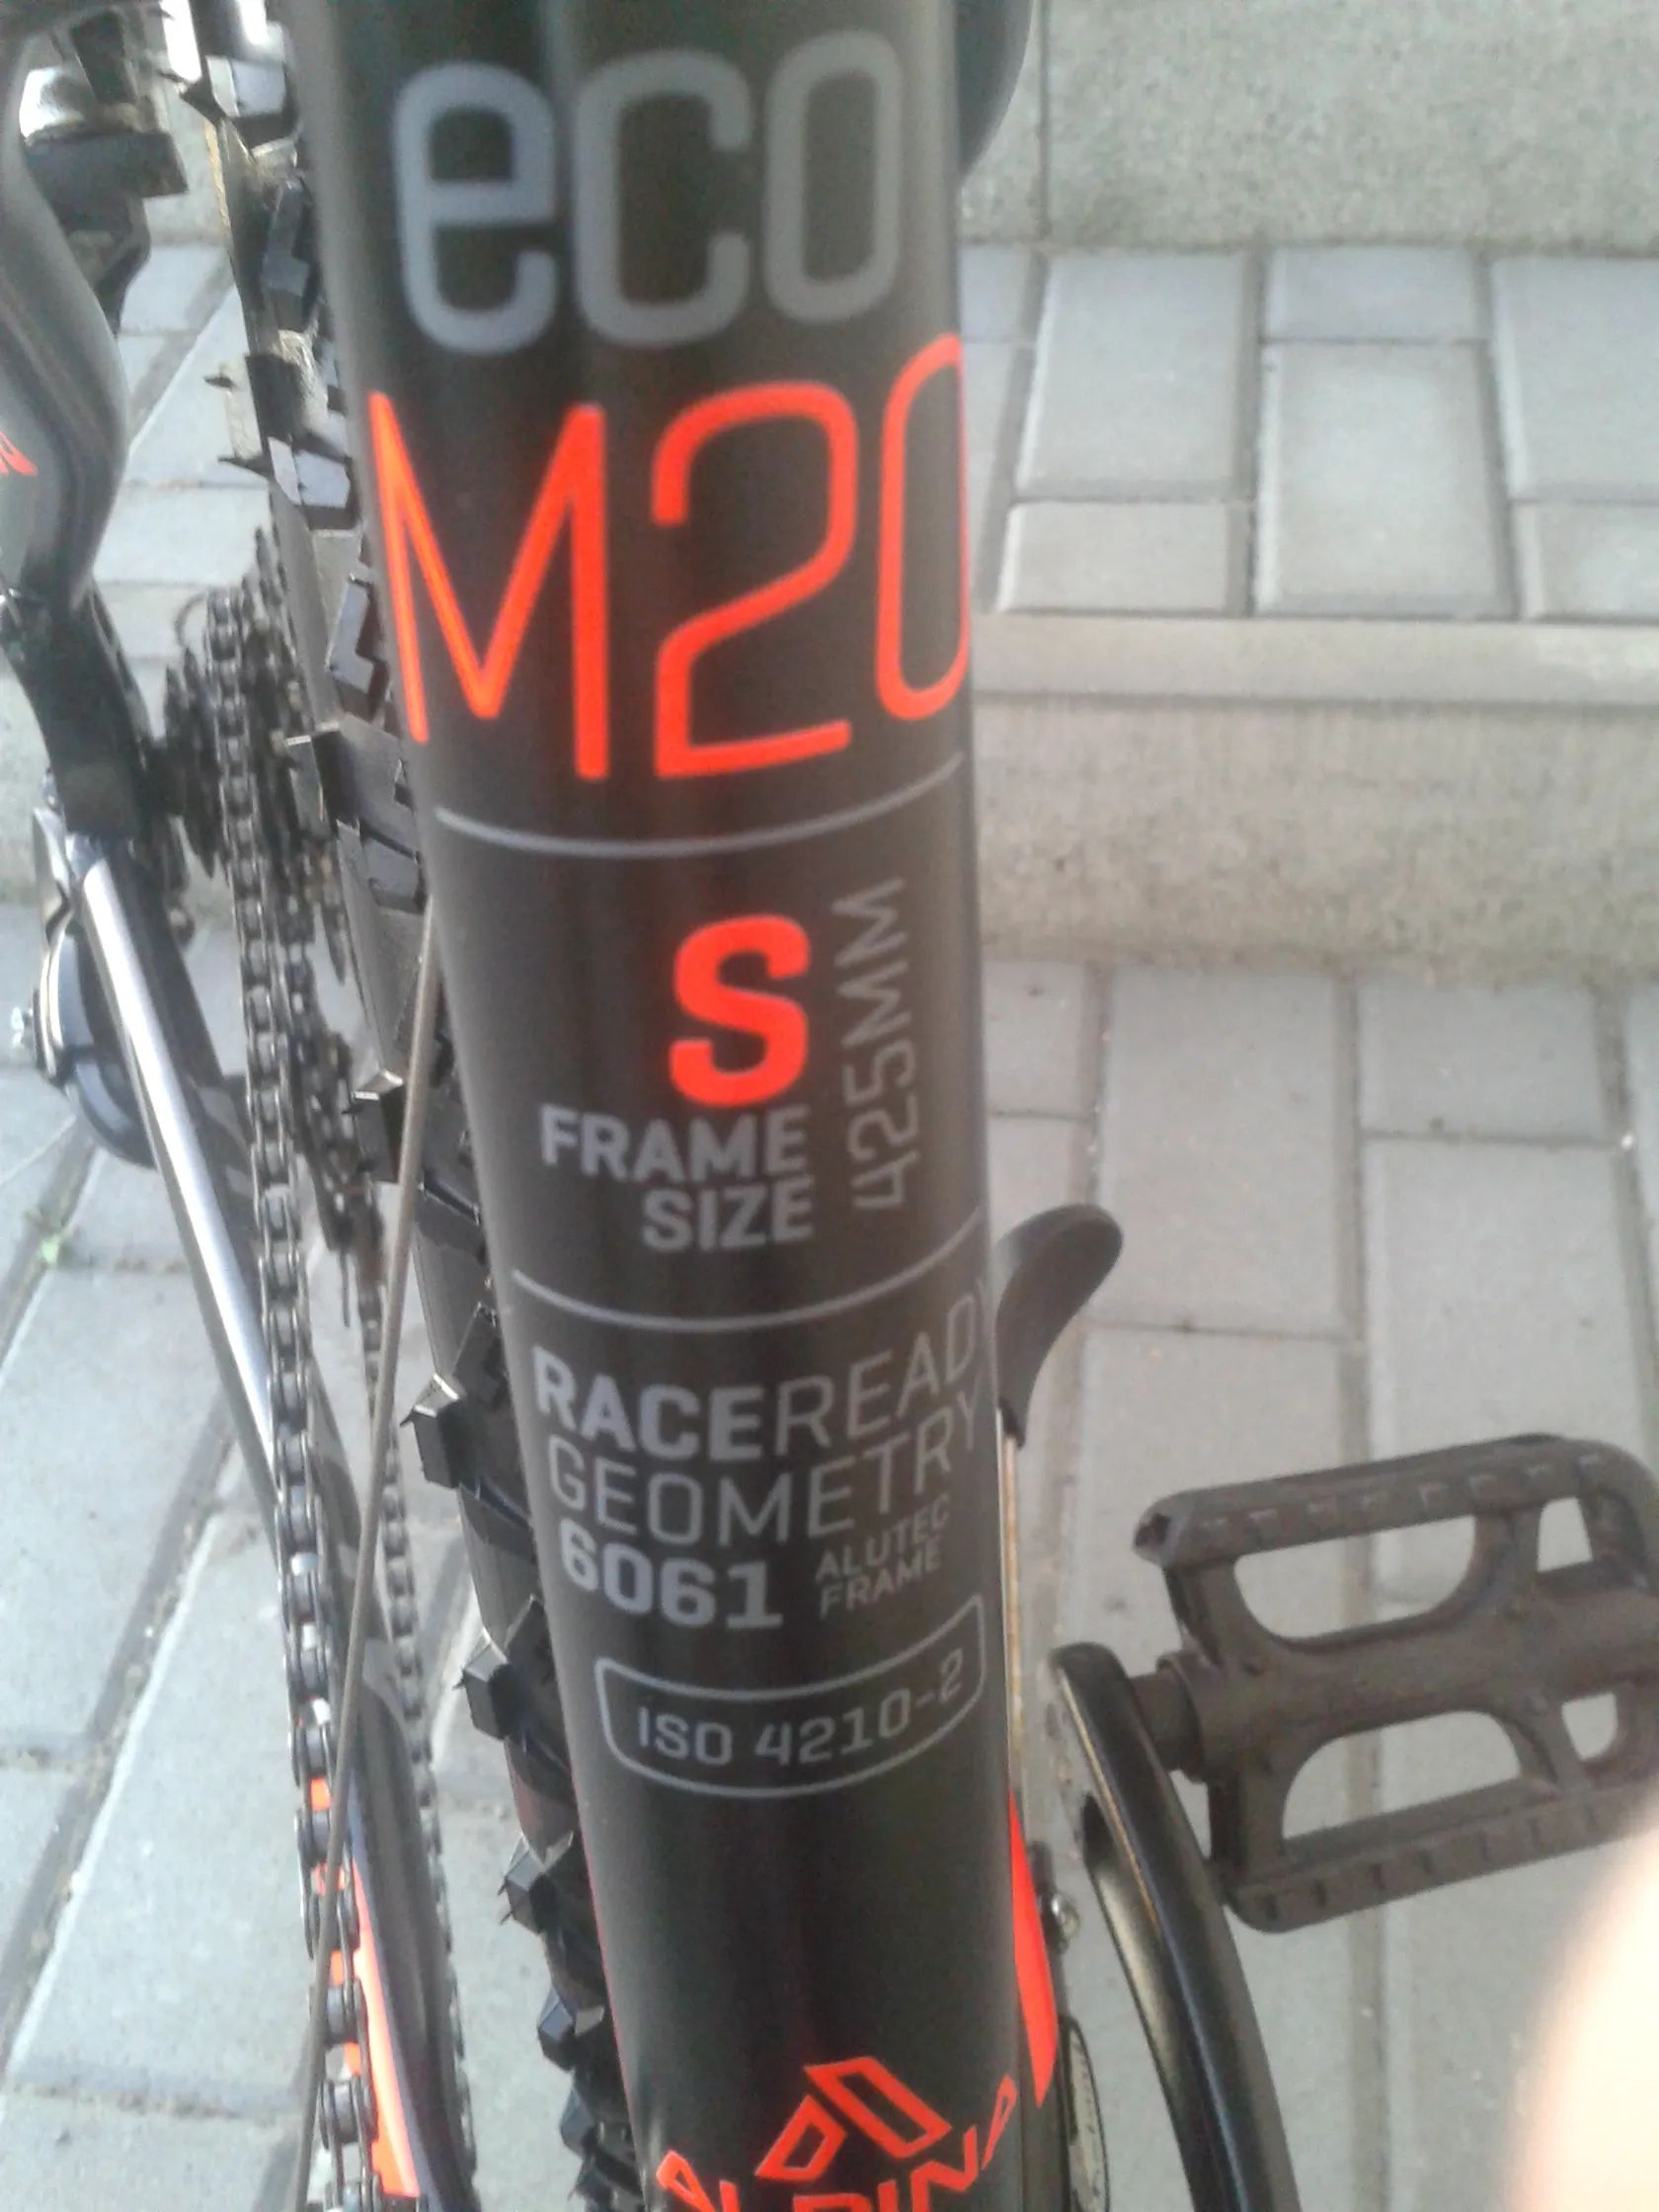 eco
M20
S
425MM
FRAME
SIZE
RACEREADY
GEOMETRY
6061
ALUTEC
FRAME
ISO 4210-2
ALPINA